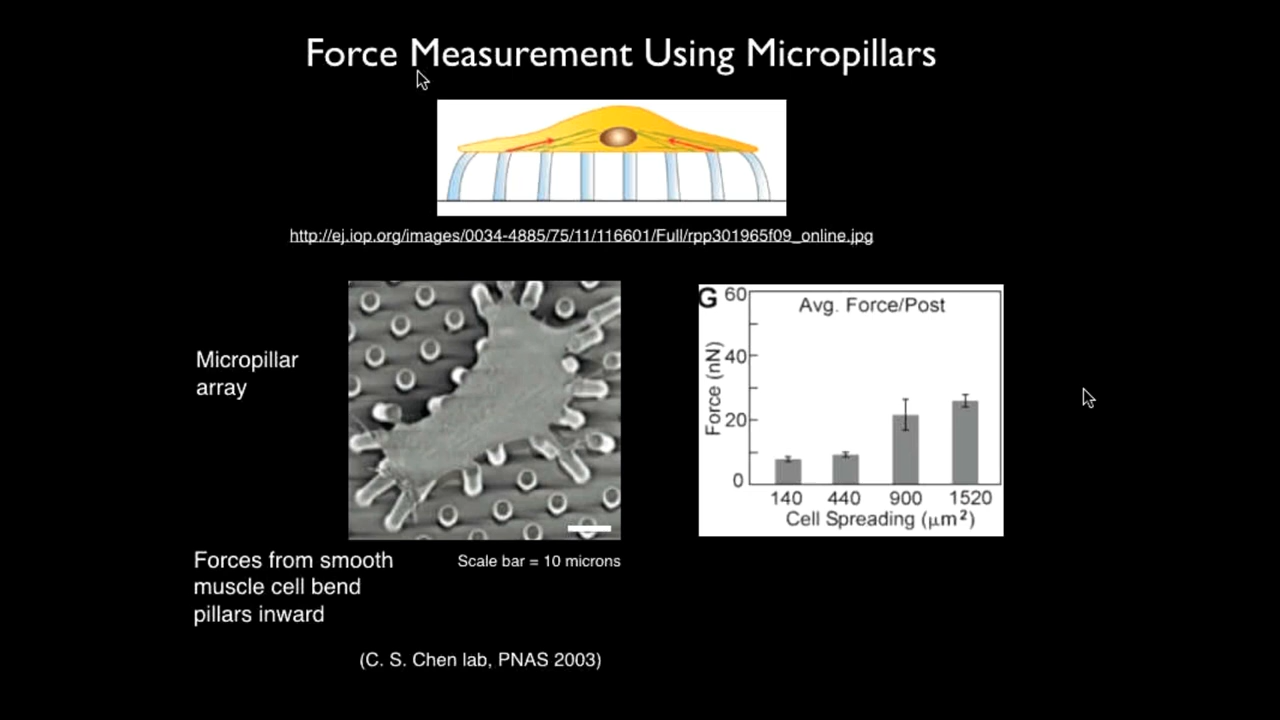 Force Measurement Using Micropillars
http://ej.iop.org/images/0034-4885/75/11/116601/Full/rpp301965f09_online.jpg
Micropillar
array
Forces from smooth
muscle cell bend
pillars inward
Scale bar = 10 microns
(C. S. Chen lab, PNAS 2003)
G
Avg. Force/Post
Force (nN)
60
40
20
0
140 440 900 1520
Cell Spreading (μm²)